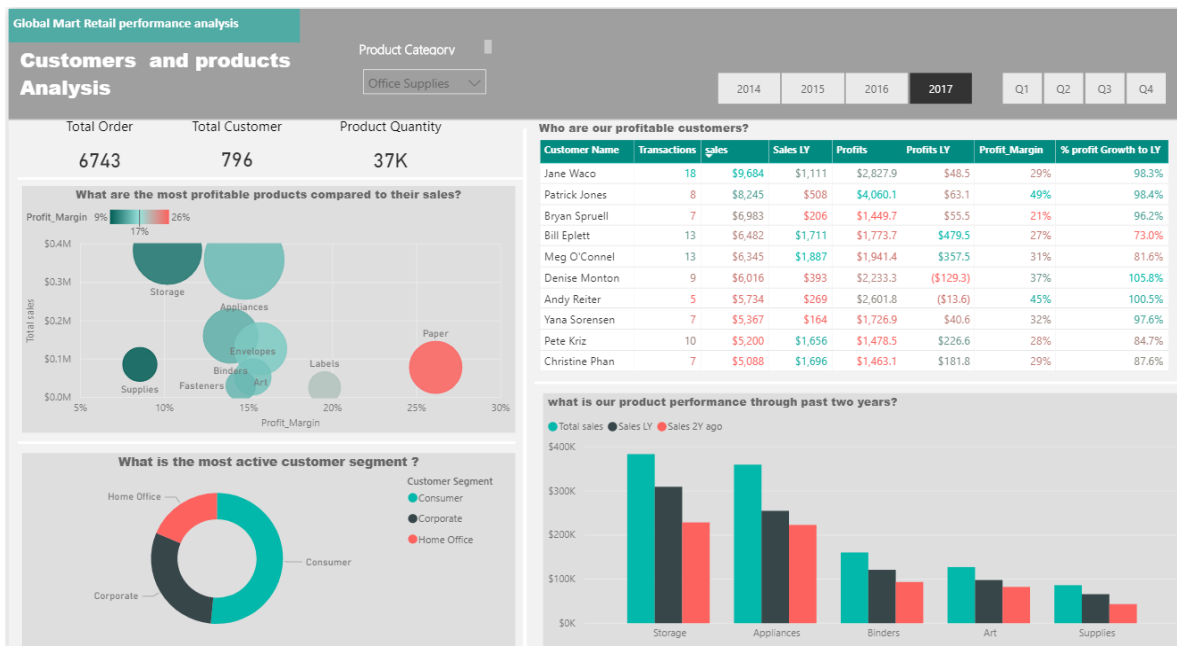 Global Mart Retail performance analysis
Customers and products
Analysis
Product Category
Office Supplies
2014 2015 2016 2017 Q1 Q2 Q3 Q4
Total Order Total Customer Product Quantity
6743 796 37K
What are the most profitable products compared to their sales?
Profit_Margin 9% 26%
17%
$0.4M
$0.3M
$0.2M
$0.1M
$0.0M
Total sales
Storage
Appliances
Paper
Envelopes
Binders
Labels
Supplies
Fasteners
Art
5% 10% 15% 20% 25% 30%
Profit_Margin
What is the most active customer segment ?
Customer Segment
Consumer
Corporate
Home Office
Home Office
Consumer
Corporate
Who are our profitable customers?
Customer Name Transactions sales Sales LY Profits Profits LY Profit_Margin % profit Growth to LY
Jane Waco 18 $9,684 $1,111 $2,827.9 $48.5 29% 98.3%
Patrick Jones 8 $8,245 $508 $4,060.1 $63.1 49% 98.4%
Bryan Spruell 7 $6,983 $206 $1,449.7 $55.5 21% 96.2%
Bill Eplett 13 $6,482 $1,711 $1,773.7 $479.5 27% 73.0%
Meg O'Connel 13 $6,345 $1,887 $1,941.4 $357.5 31% 81.6%
Denise Monton 9 $6,016 $393 $2,233.3 ($129.3) 37% 105.8%
Andy Reiter 5 $5,734 $269 $2,601.8 ($13.6) 45% 100.5%
Yana Sorensen 7 $5,367 $164 $1,726.9 $40.6 32% 97.6%
Pete Kriz 10 $5,200 $1,656 $1,478.5 $226.6 28% 84.7%
Christine Phan 7 $5,088 $1,696 $1,463.1 $181.8 29% 87.6%
what is our product performance through past two years?
Total sales Sales LY Sales 2Y ago
$400K
$300K
$200K
$100K
$0K
Storage Appliances Binders Art Supplies